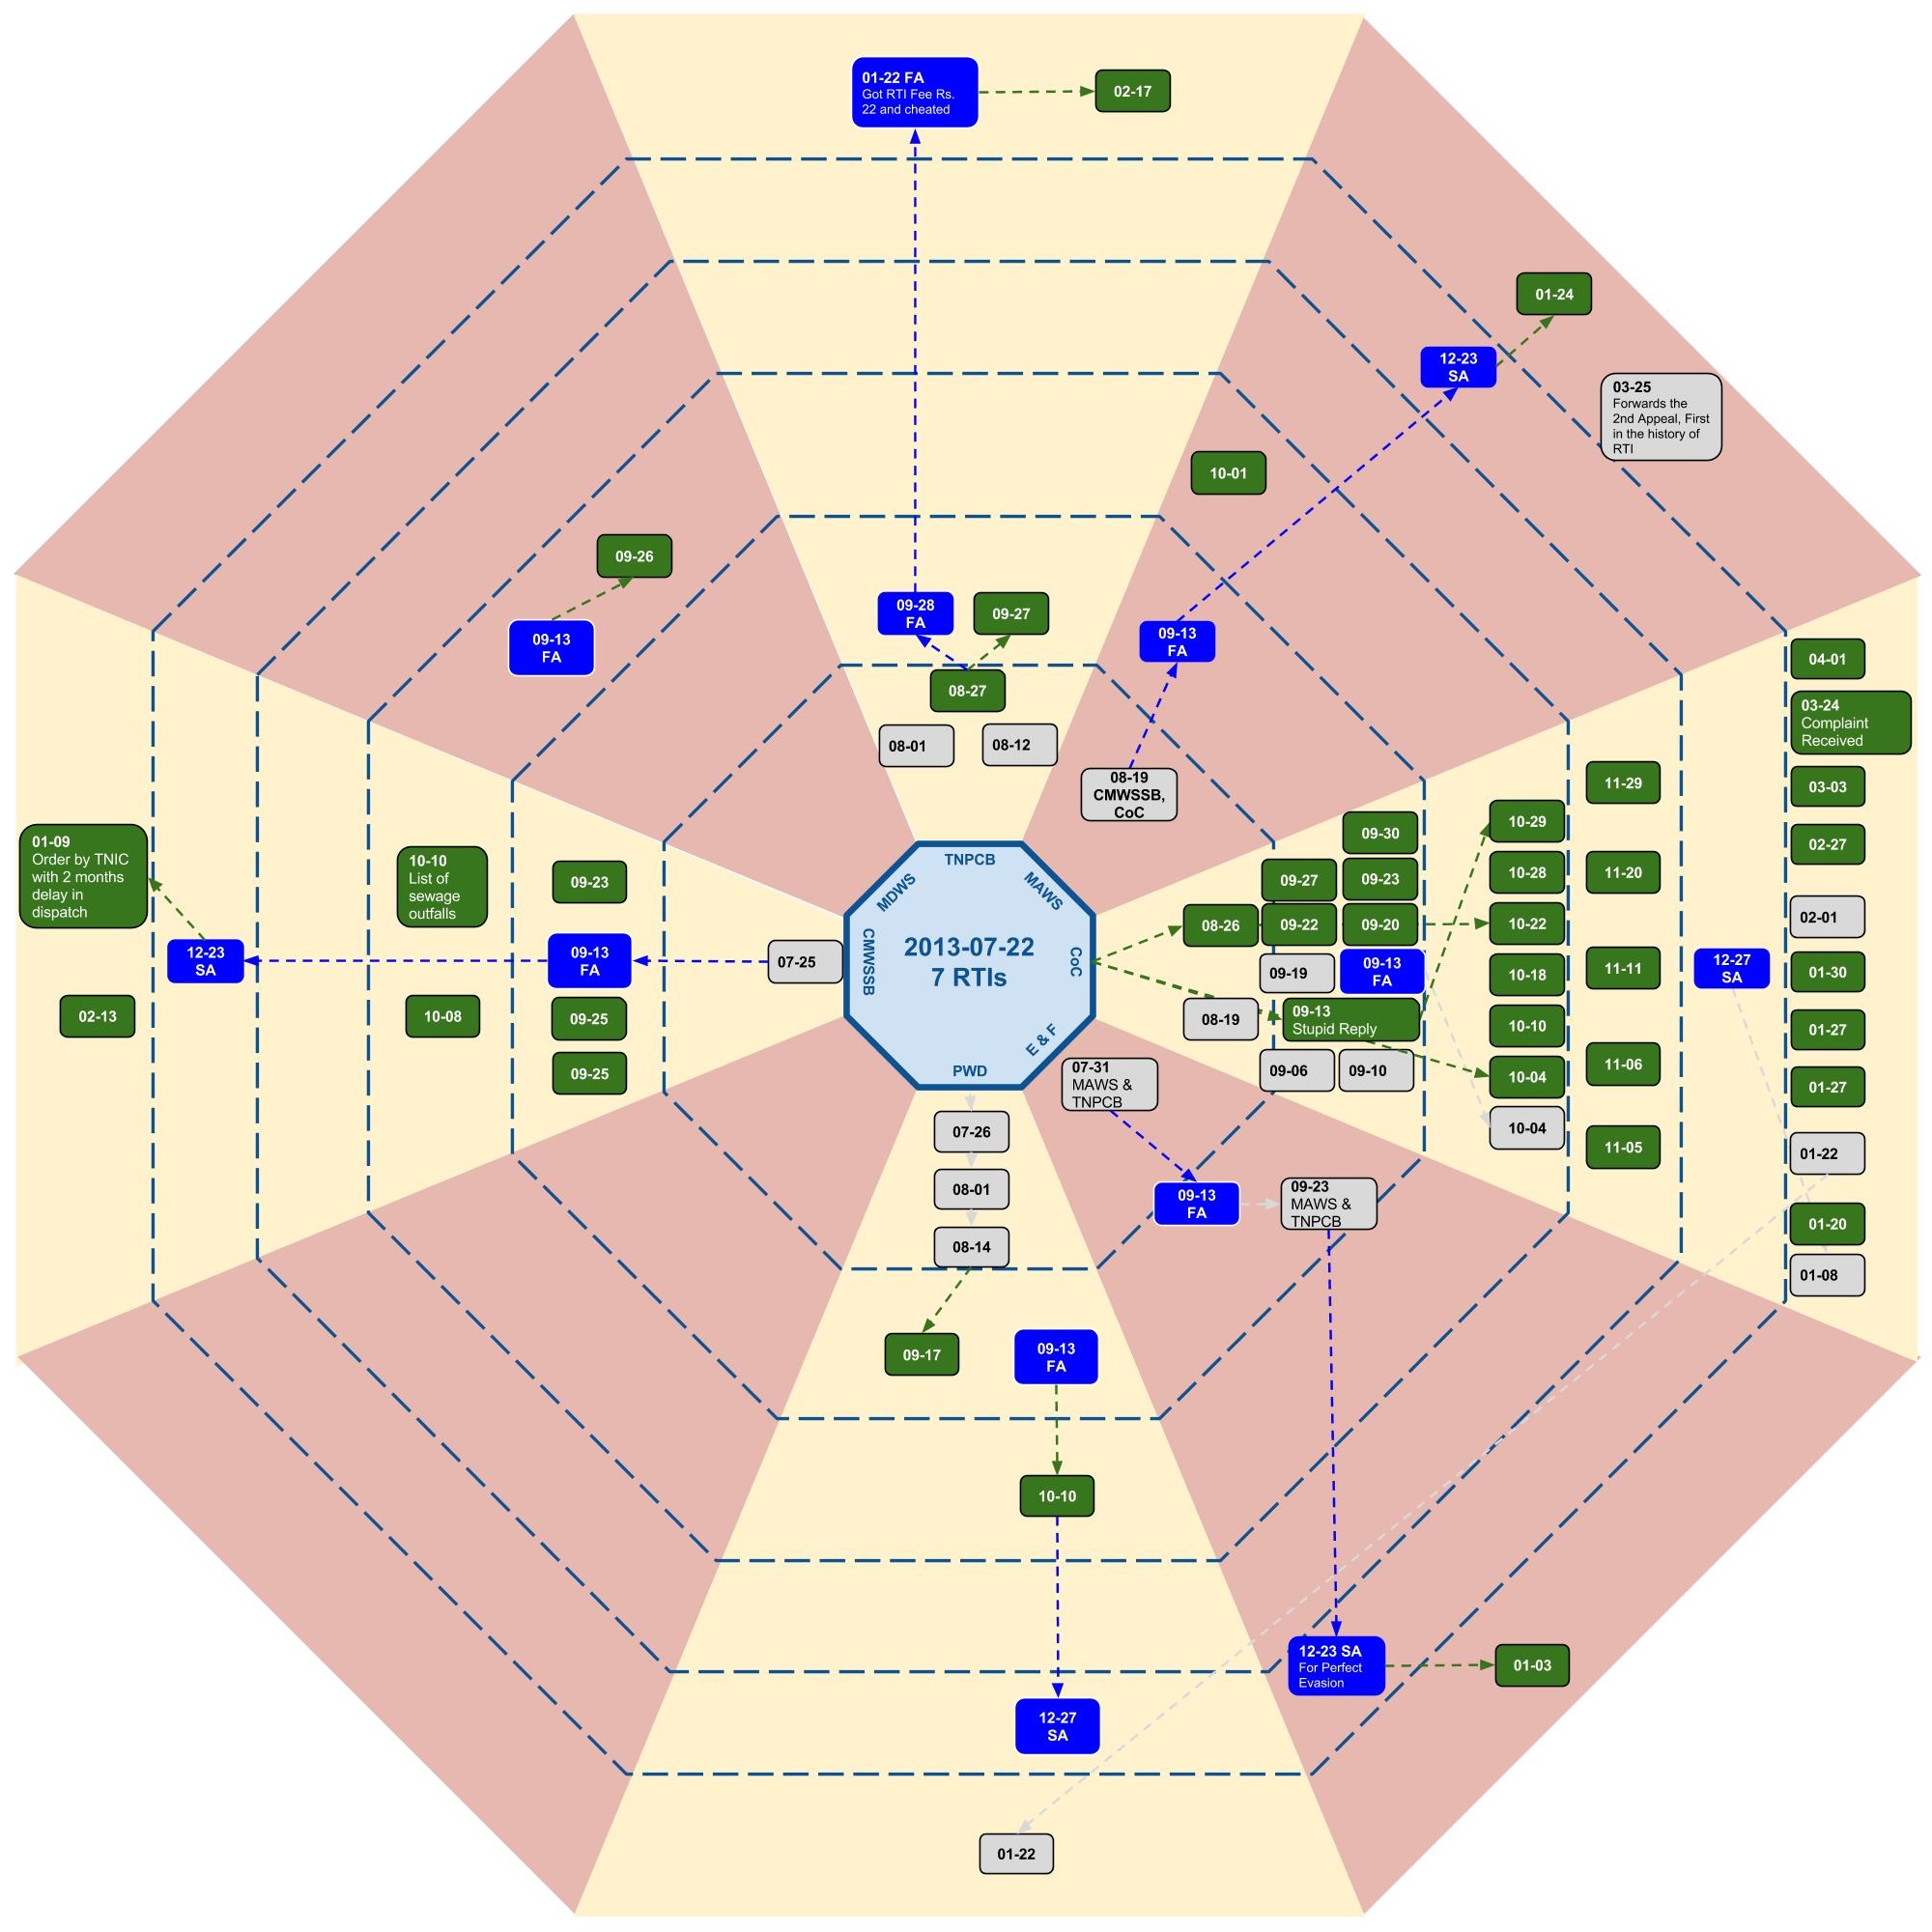 01-22 FA
Got RTI Fee Rs.
22 and cheated
02-17
01-24
12-23
SA
03-25
Forwards the
2nd Appeal, First
in the history of
RTI
10-01
09-26
09-13
FA
09-28
FA
09-27
09-13
FA
08-27
08-01
08-12
08-19
CMWSSB,
CoC
TNPCB
MDWS
MAWS
CMWSSB
2013-07-22
7 RTIs
CoC
E & F
PWD
01-09
Order by TNIC
with 2 months
delay in
dispatch
12-23
SA
02-13
10-10
List of
sewage
outfalls
10-08
09-23
09-13
FA
09-25
09-25
07-25
08-26
08-19
09-27
09-22
09-19
09-30
09-23
09-20
09-13
FA
09-13
Stupid Reply
09-06
09-10
10-29
10-28
10-22
10-18
10-10
10-04
10-04
11-29
11-20
11-11
11-06
11-05
12-27
SA
04-01
03-24
Complaint
Received
03-03
02-27
02-01
01-30
01-27
01-27
01-22
01-20
01-08
07-31
MAWS &
TNPCB
09-13
FA
09-23
MAWS &
TNPCB
12-23 SA
For Perfect
Evasion
01-03
07-26
08-01
08-14
09-17
09-13
FA
10-10
12-27
SA
01-22